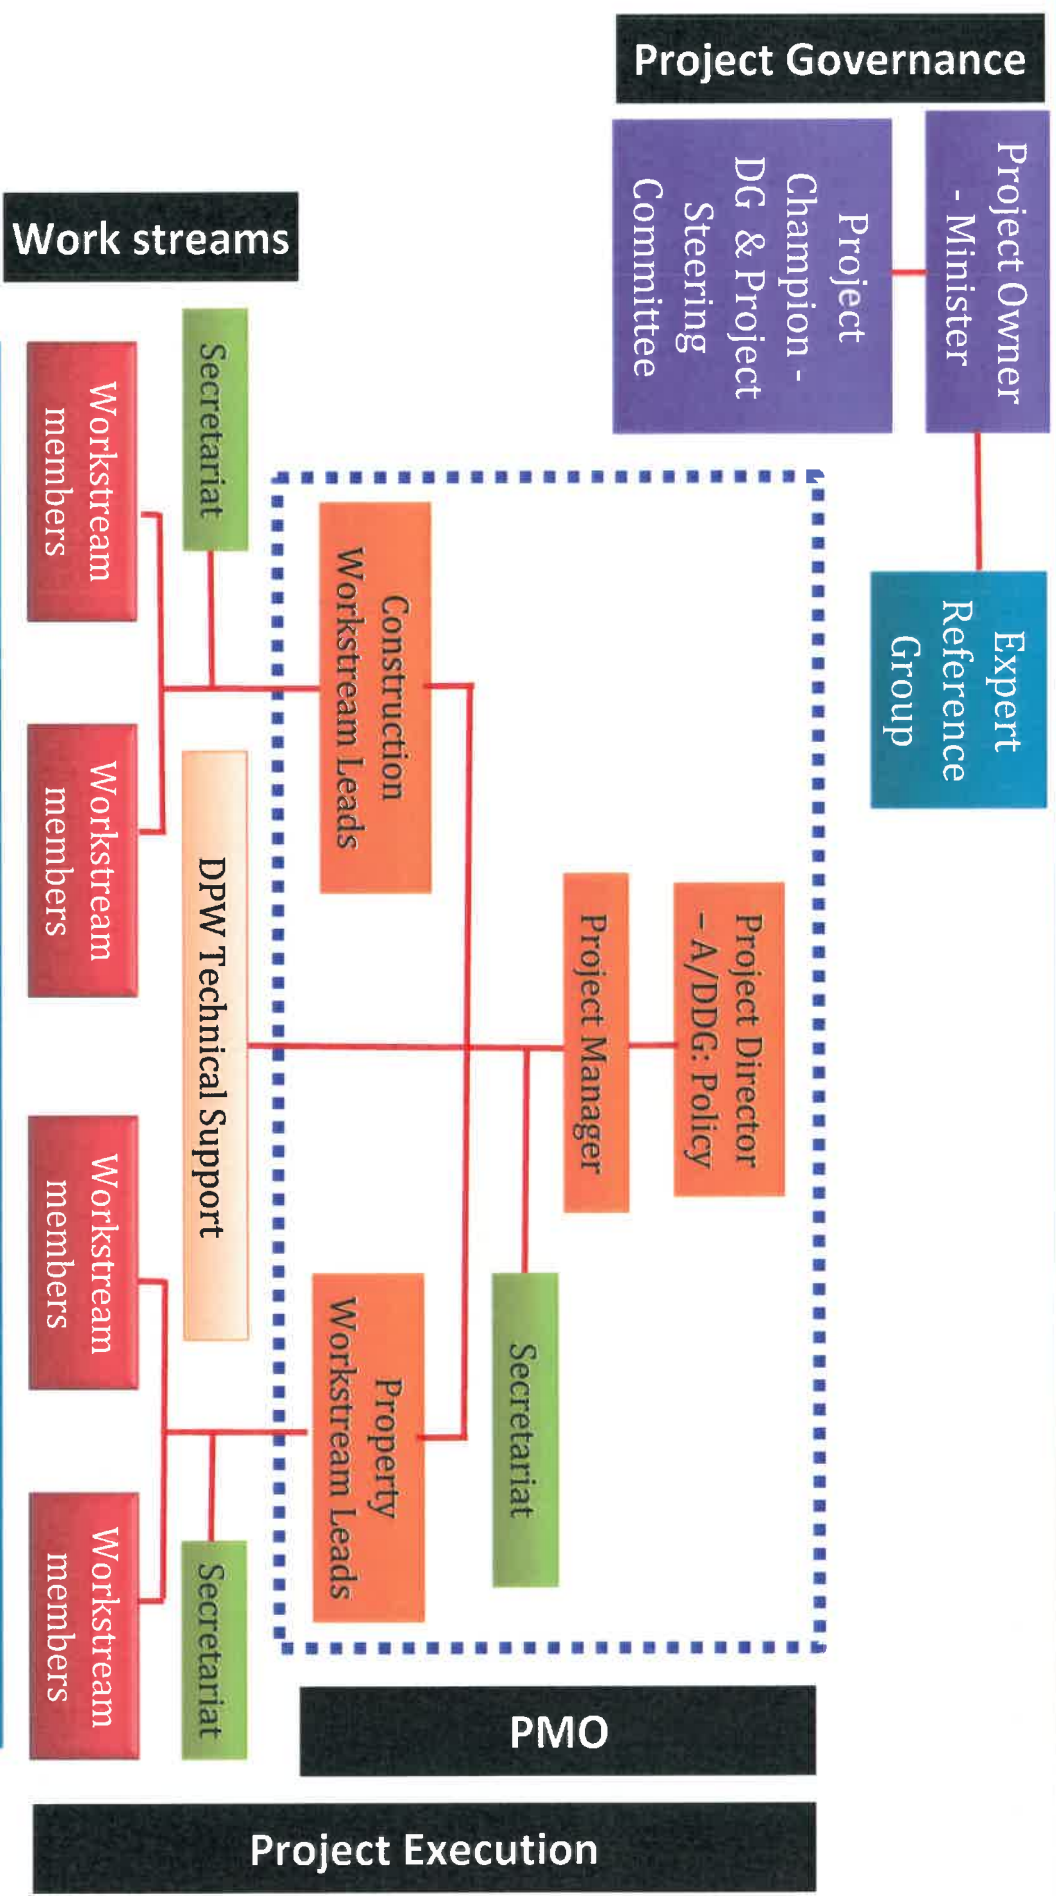 Project Governance
Project Owner
- Minister
Expert
Reference
Group
Project
Champion -
DG & Project
Steering
Committee
Project Director
– A/DDG: Policy
Project Manager
Secretariat
Construction
Workstream Leads
Property
Workstream Leads
PMO
Project Execution
Work streams
Secretariat
DPW Technical Support
Secretariat
Workstream
members
Workstream
members
Workstream
members
Workstream
members